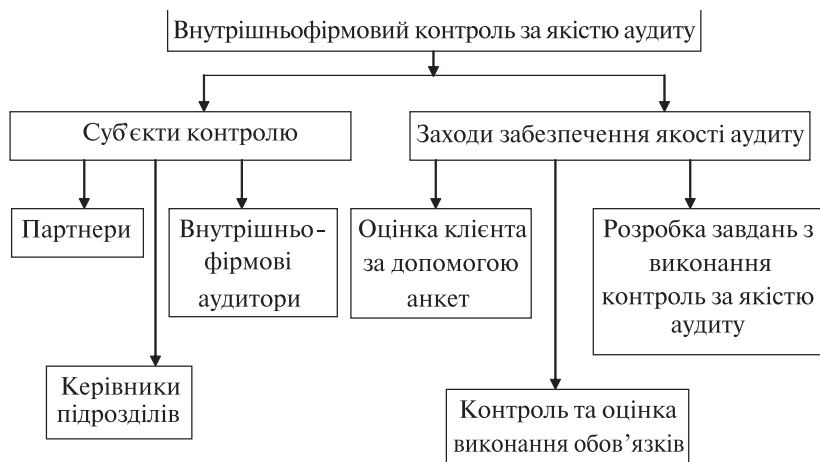 Внутрішньофірмовий контроль за якістю аудиту
Суб'єкти контролю
Заходи забезпечення якості аудиту
Партнери
Внутрішньо-
фірмові
аудитори
Оцінка клієнта
за допомогою
анкет
Розробка завдань з
виконання
контроль за якістю
аудиту
Керівники
підрозділів
Контроль та оцінка
виконання обов’язків